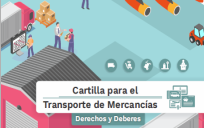 Cartilla para el
Transporte de Mercancías
Derechos y Deberes